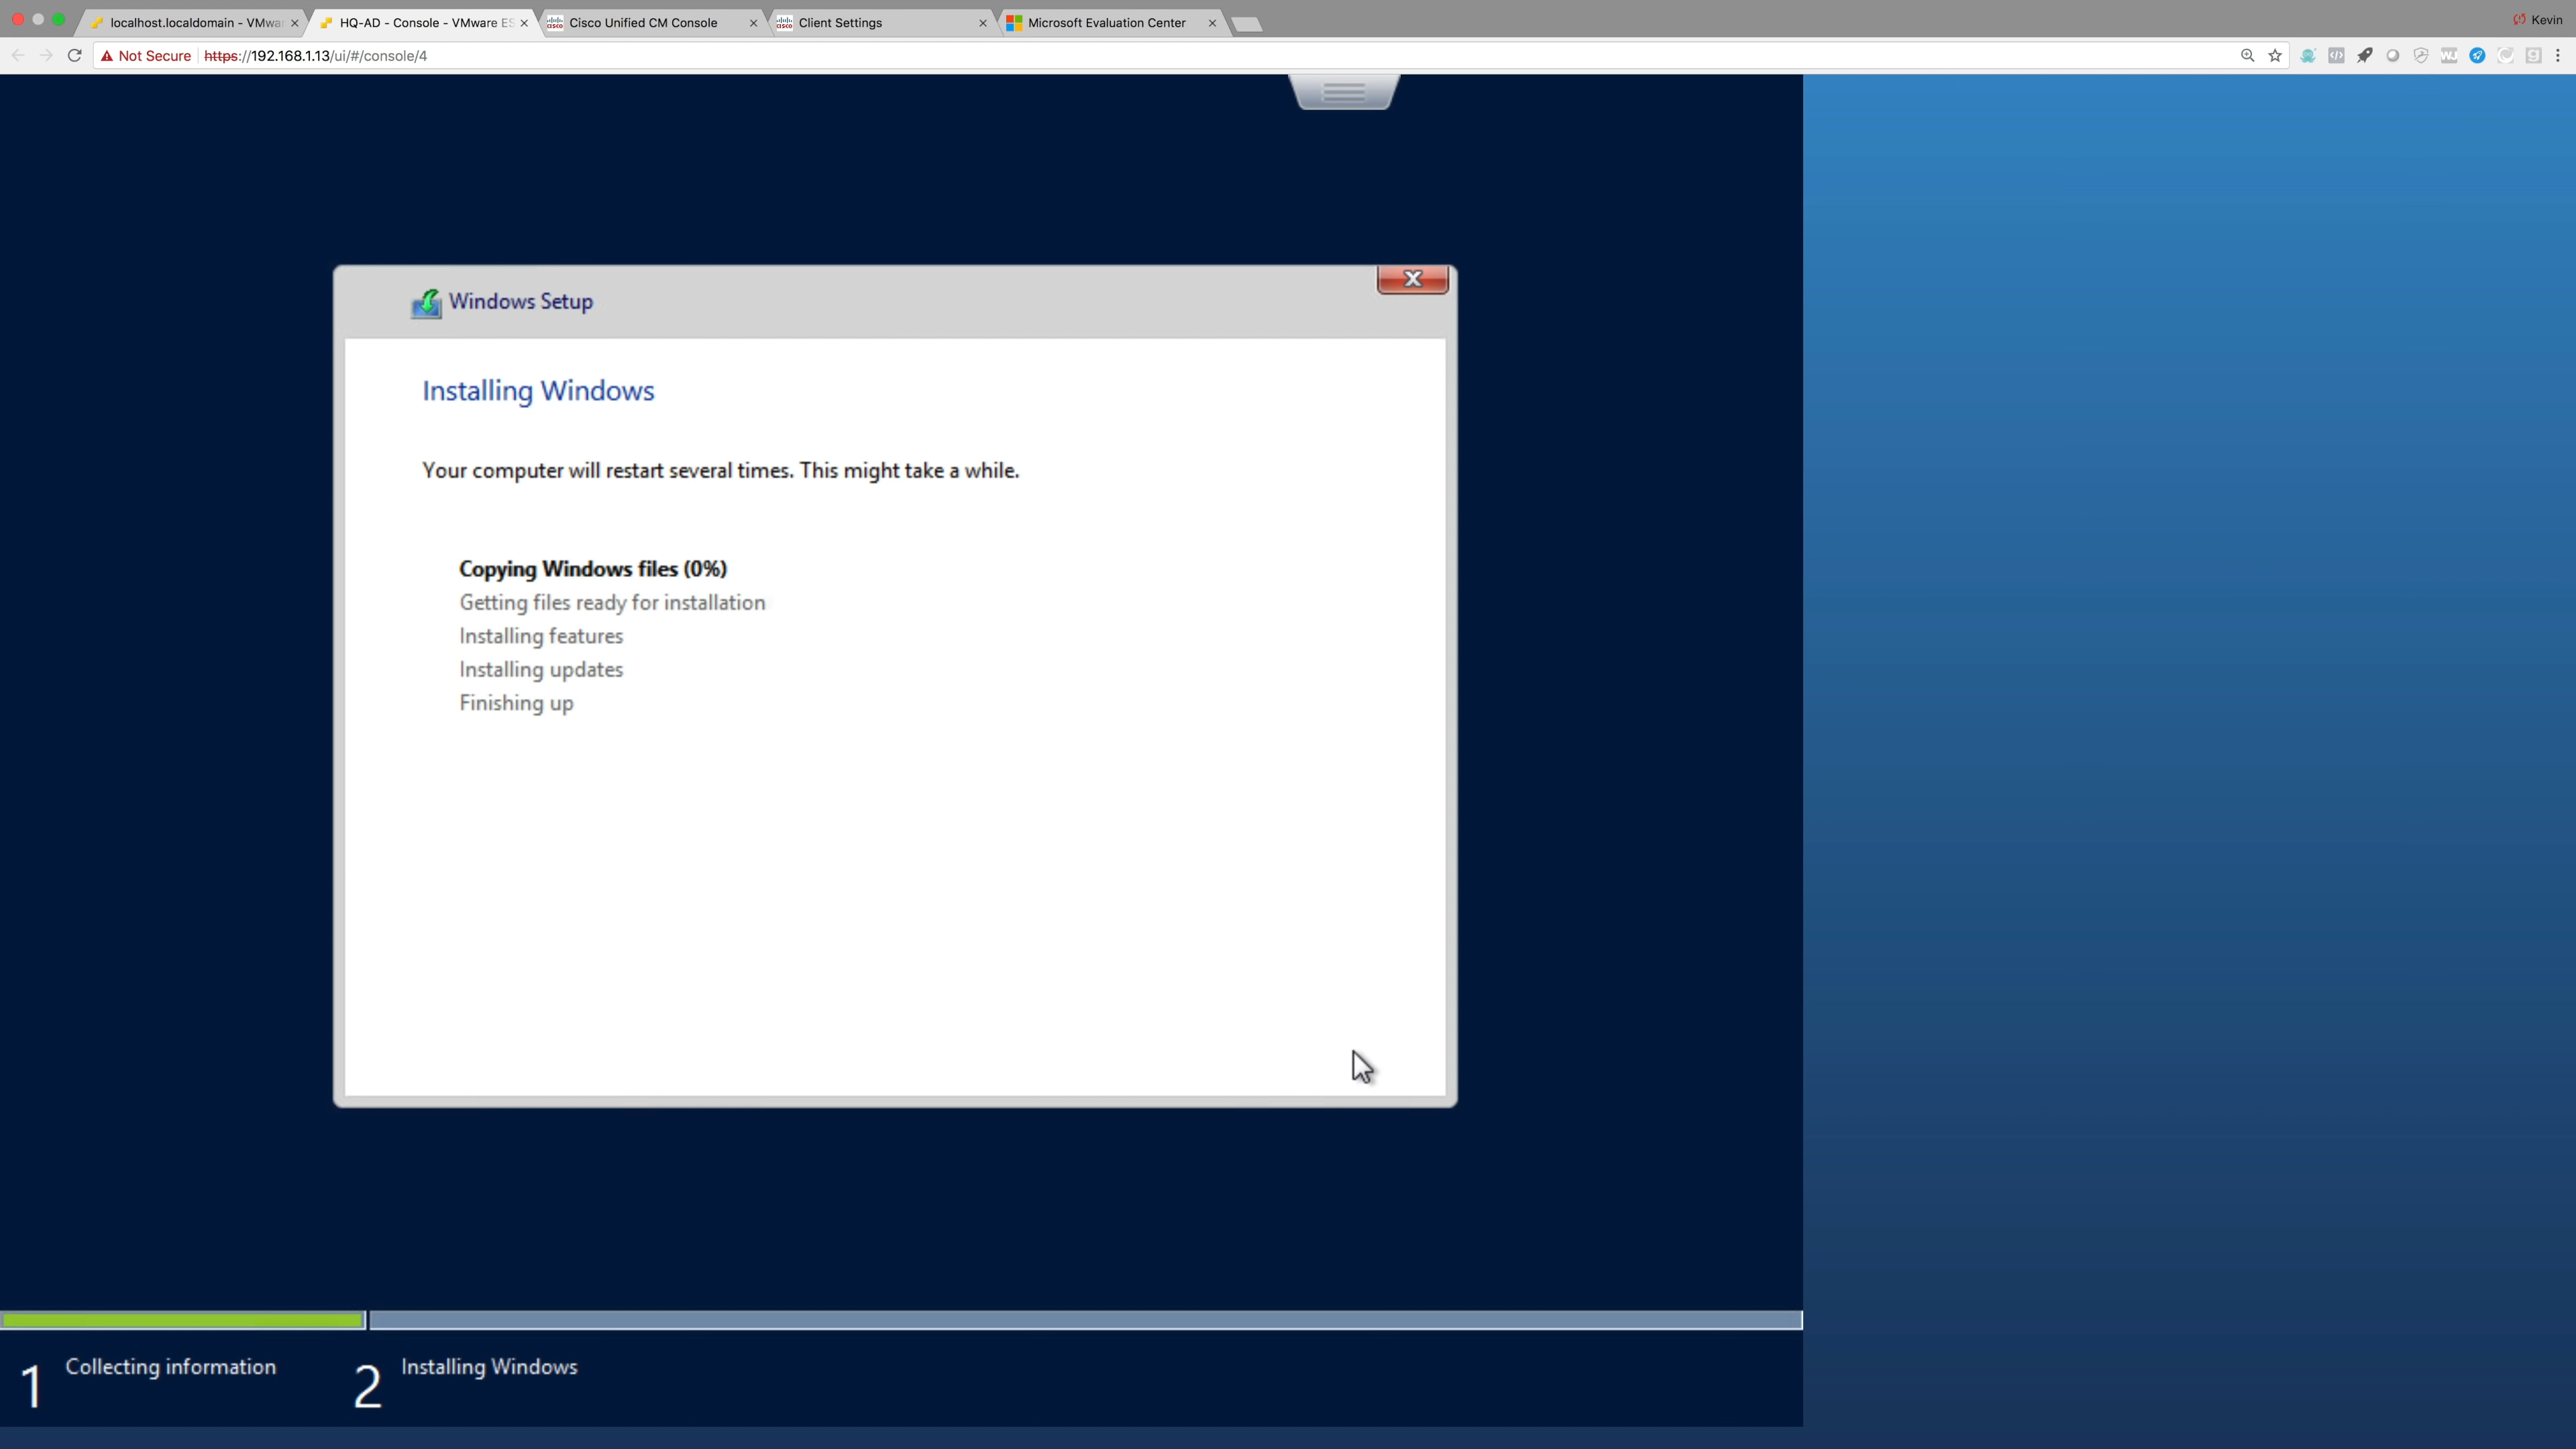 localhost.localdomain - VMwar
HQ-AD - Console - VMware ES
Cisco Unified CM Console
Client Settings
Microsoft Evaluation Center
Kevin
Not Secure
https://192.168.1.13/ui/#/console/4
Windows Setup
Installing Windows
Your computer will restart several times. This might take a while.
Copying Windows files (0%)
Getting files ready for installation
Installing features
Installing updates
Finishing up
1 Collecting information
2 Installing Windows